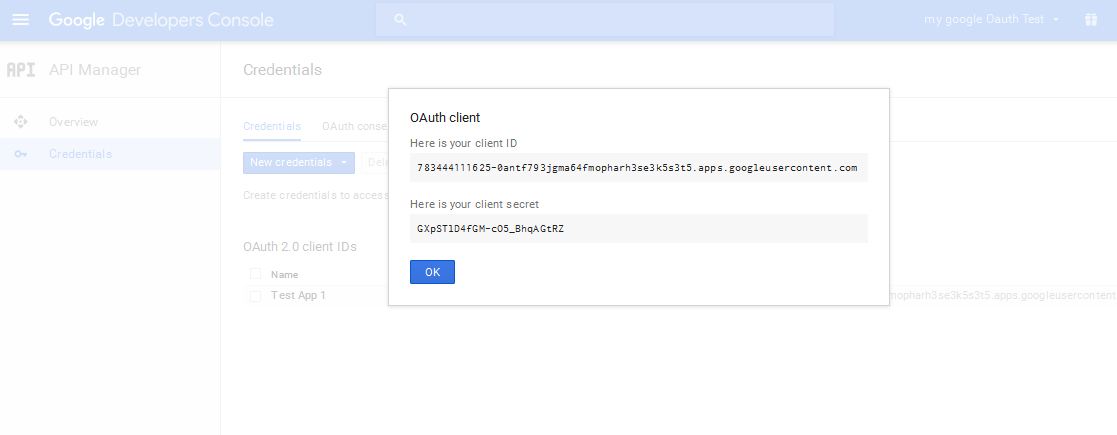 Google Developers Console
my google Oauth Test
API API Manager
Credentials
Overview
Credentials
Credentials
OAuth conse
New credentials
Dele
Create credentials to access
OAuth 2.0 client IDs
Name
Test App 1
mopharh3se3k5s3t5.apps.googleusercontent
OAuth client
Here is your client ID
783444111625-0antf793jgma64fmopharh3se3k5s3t5.apps.googleusercontent.com
Here is your client secret
GXpSTlD4fGM-cO5_BhqAGtRZ
OK